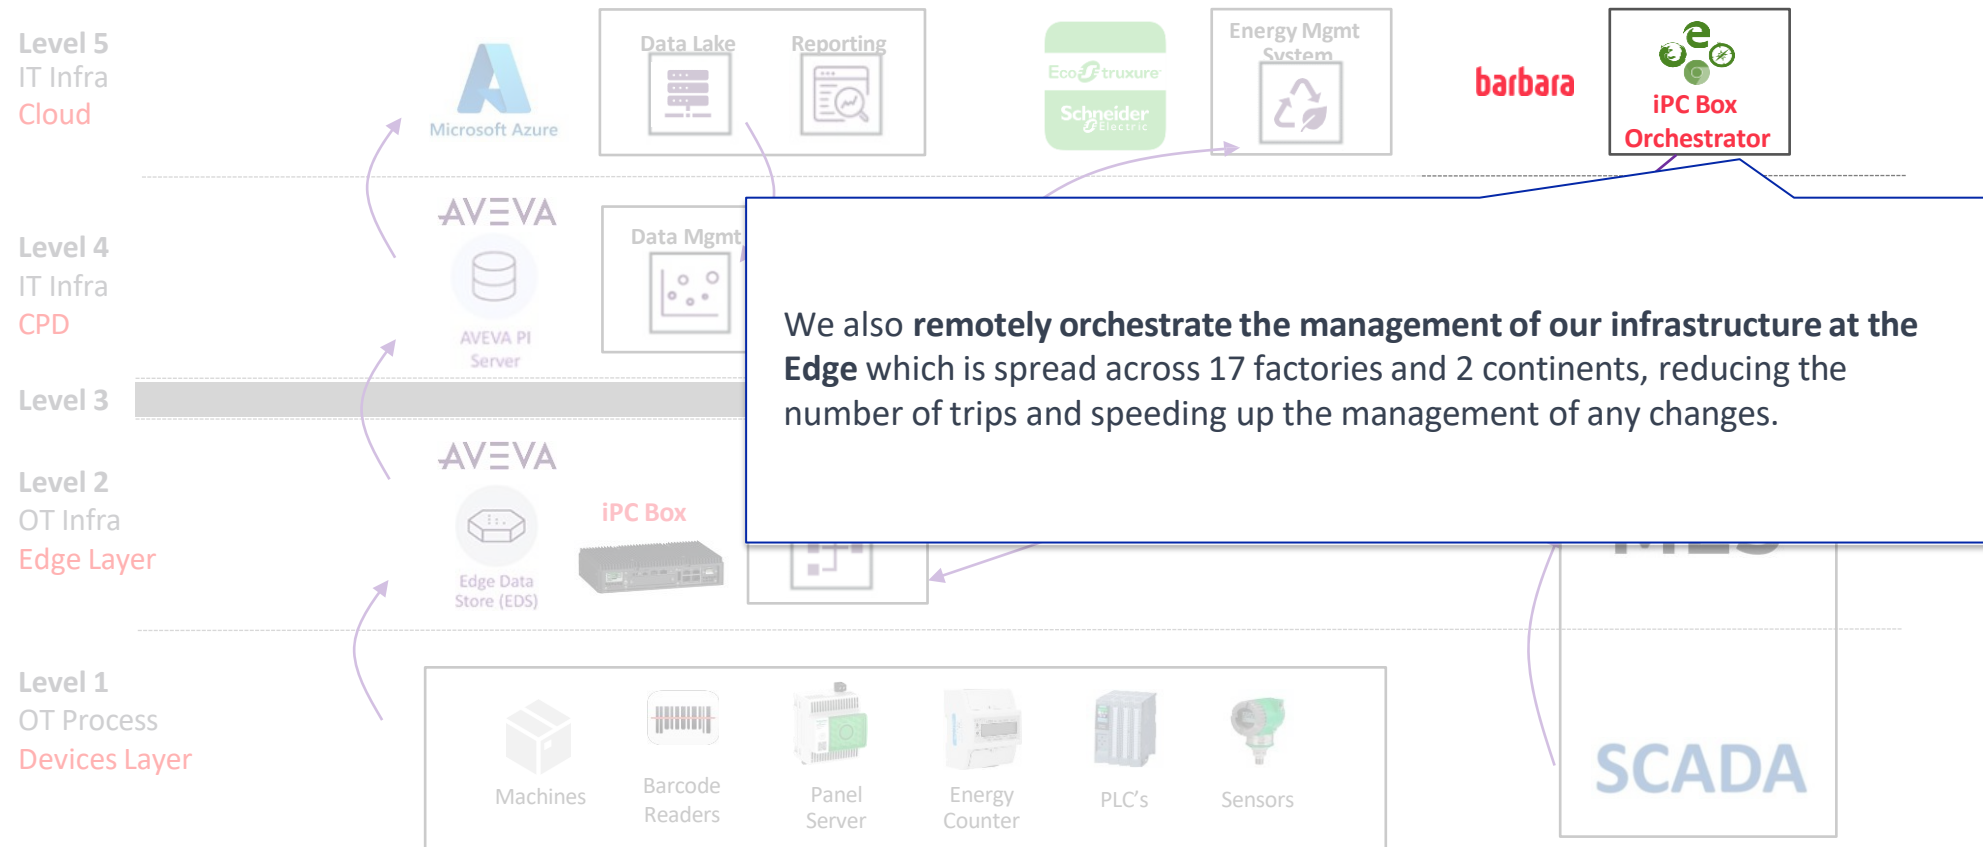 Level 5
IT Infra
Cloud
Microsoft Azure
Data Lake
Reporting
EcoStruxure
Schneider
Electric
Energy Mgmt
System
barbara
iPC Box
Orchestrator
Level 4
IT Infra
CPD
AVEVA
AVEVA PI
Server
Data Mgmt
We also remotely orchestrate the management of our infrastructure at the
Edge which is spread across 17 factories and 2 continents, reducing the
number of trips and speeding up the management of any changes.
Level 3
Level 2
OT Infra
Edge Layer
AVEVA
Edge Data
Store (EDS)
iPC Box
Level 1
OT Process
Devices Layer
Machines
Barcode
Readers
Panel
Server
Energy
Counter
PLC's
Sensors
SCADA